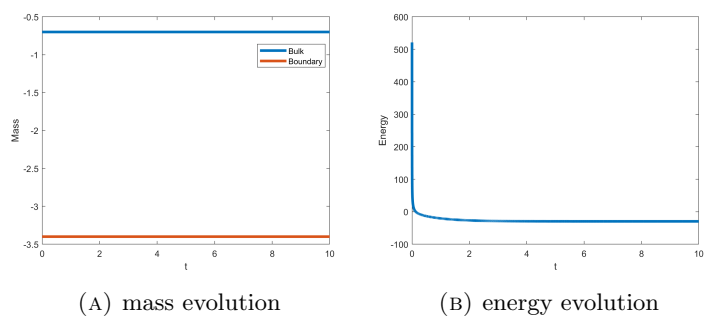 -0.5
-1
-1.5
-2
-2.5
-3
-3.5
Mass
0 2 4 6 8 10
t
Bulk
Boundary
600
500
400
300
200
100
0
-100
Energy
0 2 4 6 8 10
t
(A) mass evolution
(B) energy evolution